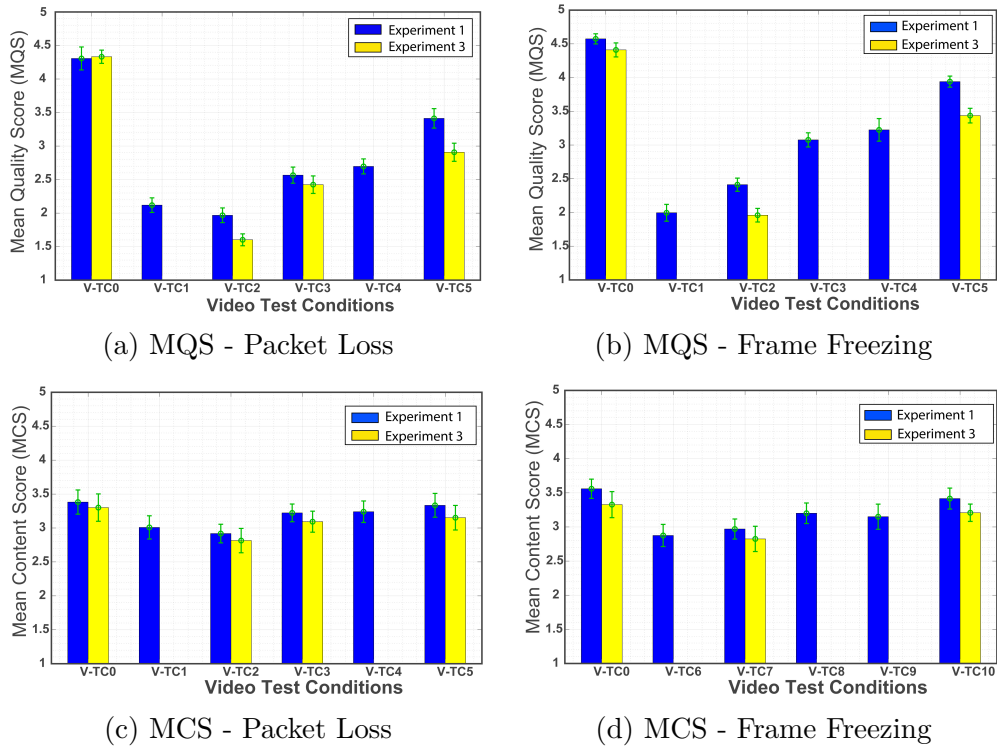 Mean Quality Score (MQS)
5
4.5
4
3.5
3
2.5
2
1.5
1
Experiment 1
Experiment 3
V-TC0 V-TC1 V-TC2 V-TC3 V-TC4 V-TC5
Video Test Conditions
(a) MQS - Packet Loss
Mean Quality Score (MQS)
5
4.5
4
3.5
3
2.5
2
1.5
1
Experiment 1
Experiment 3
V-TC0 V-TC1 V-TC2 V-TC3 V-TC4 V-TC5
Video Test Conditions
(b) MQS - Frame Freezing
Mean Content Score (MCS)
5
4.5
4
3.5
3
2.5
2
1.5
1
Experiment 1
Experiment 3
V-TC0 V-TC1 V-TC2 V-TC3 V-TC4 V-TC5
Video Test Conditions
(c) MCS - Packet Loss
Mean Content Score (MCS)
5
4.5
4
3.5
3
2.5
2
1.5
1
Experiment 1
Experiment 3
V-TC0 V-TC6 V-TC7 V-TC8 V-TC9 V-TC10
Video Test Conditions
(d) MCS - Frame Freezing